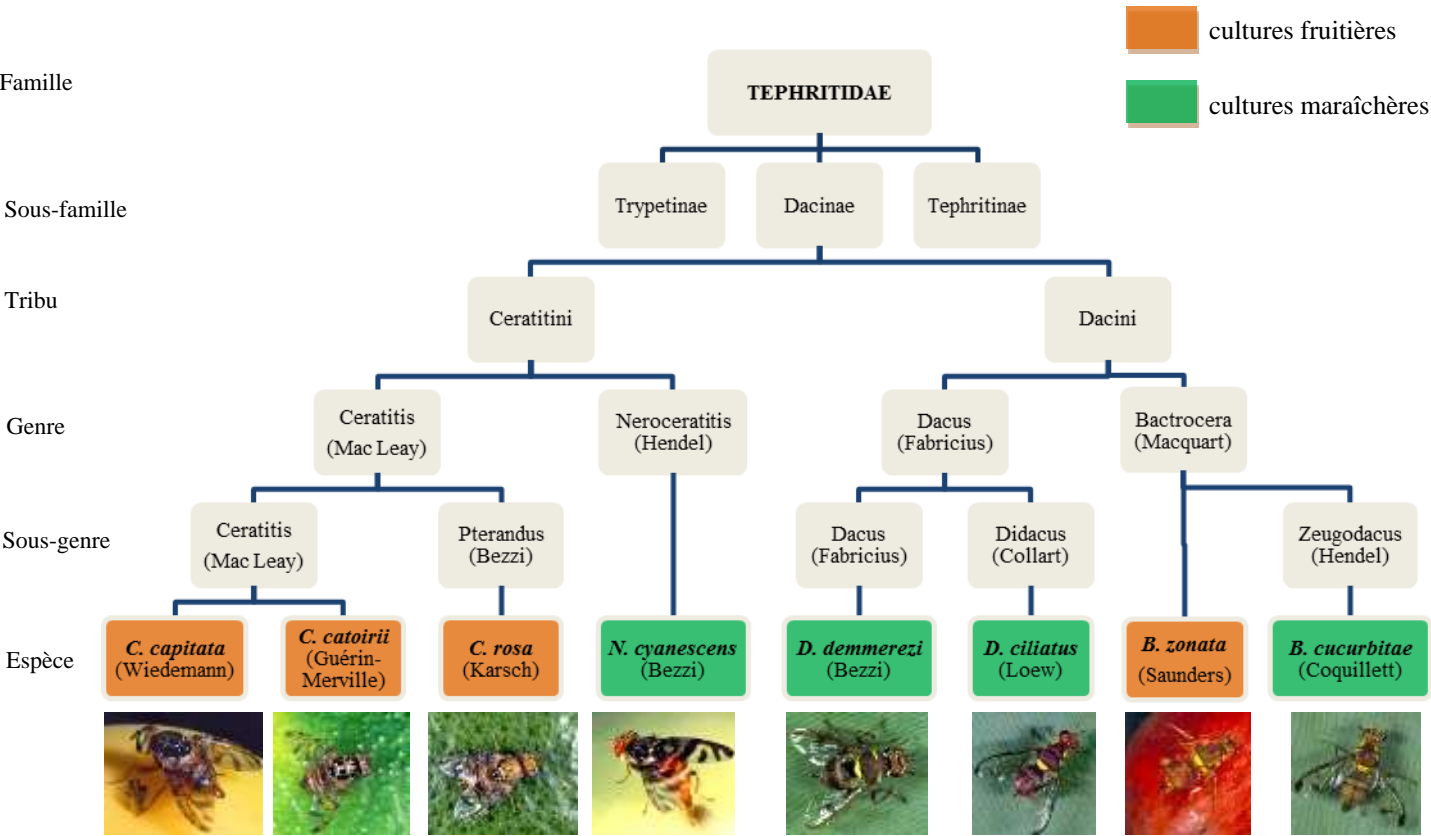 cultures fruitières
cultures maraîchères
Famille
TEPHRITIDAE
Sous-famille
Trypetinae
Dacinae
Tephritinae
Tribu
Ceratitini
Dacini
Genre
Ceratitis
(Mac Leay)
Neroceratitis
(Hendel)
Dacus
(Fabricius)
Bactrocera
(Macquart)
Sous-genre
Ceratitis
(Mac Leay)
Pterandus
(Bezzi)
Dacus
(Fabricius)
Didacus
(Collart)
Zeugodacus
(Hendel)
Espèce
C. capitata
(Wiedemann)
C. catoirii
(Guérin-
Merville)
C. rosa
(Karsch)
N. cyanescens
(Bezzi)
D. demmerezi
(Bezzi)
D. ciliatus
(Loew)
B. zonata
(Saunders)
B. cucurbitae
(Coquillett)